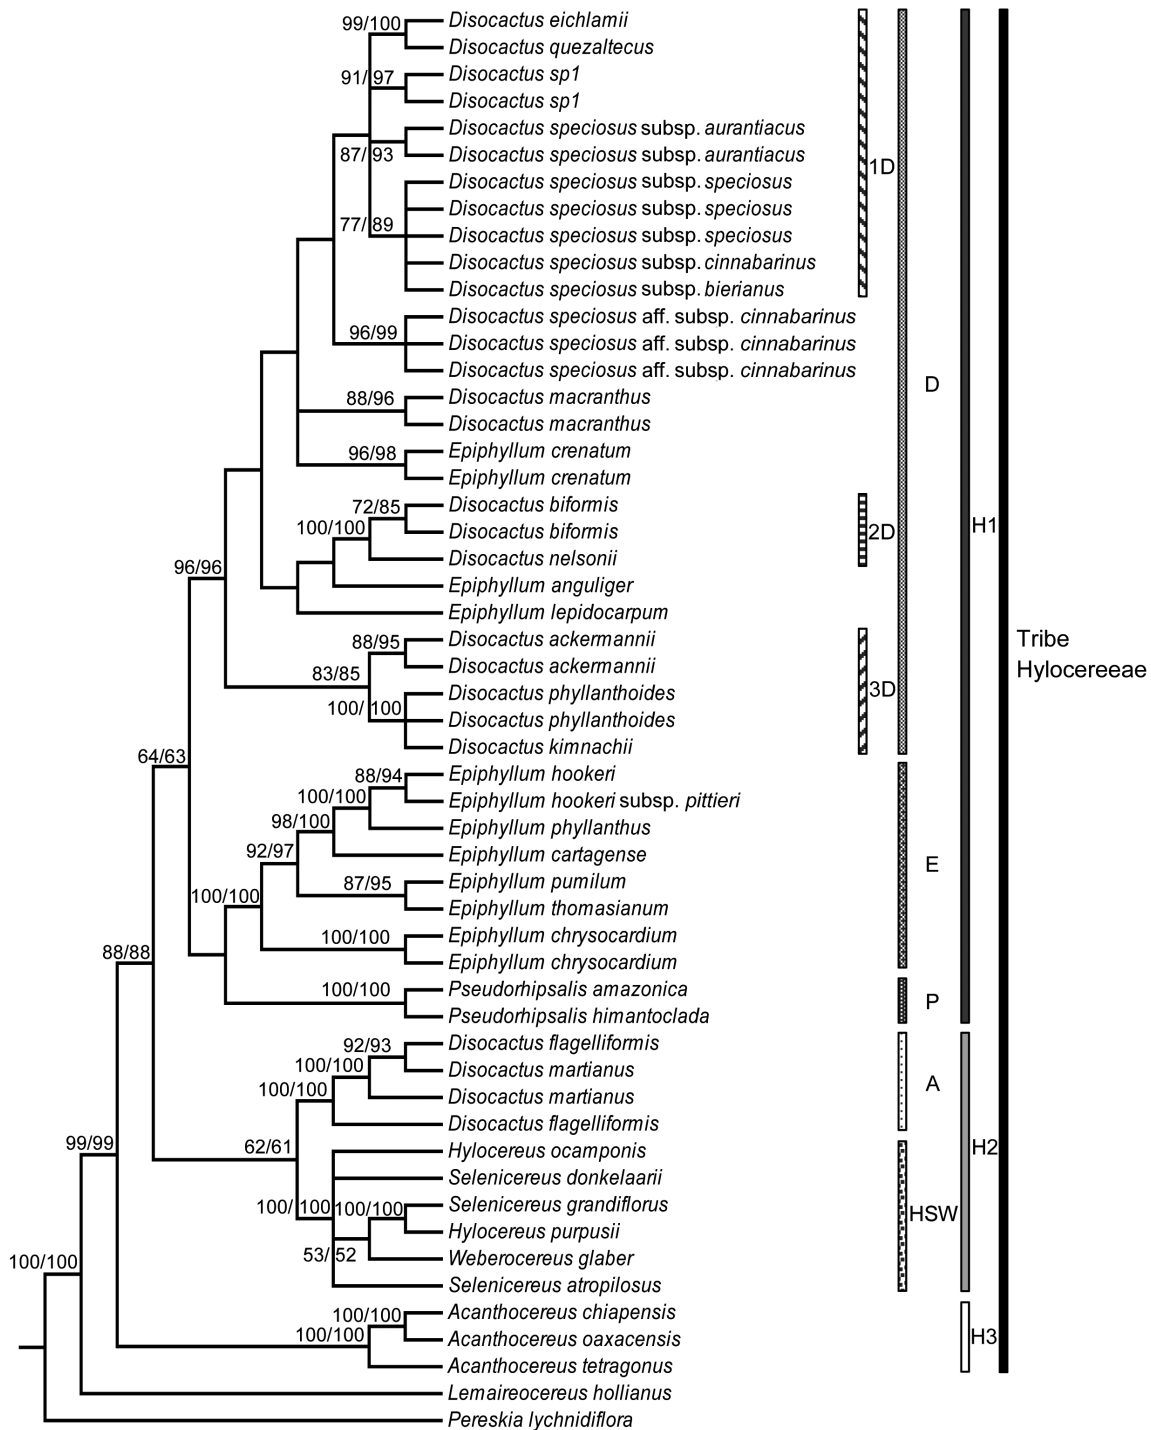 99/100
Disocactus eichlamii
Disocactus quezaltecus
91/97
Disocactus sp1
Disocactus sp1
Disocactus speciosus subsp. aurantiacus
87/93
Disocactus speciosus subsp. aurantiacus
1D
Disocactus speciosus subsp. speciosus
Disocactus speciosus subsp. speciosus
77/89
Disocactus speciosus subsp. speciosus
Disocactus speciosus subsp. cinnabarinus
Disocactus speciosus subsp. bierianus
Disocactus speciosus aff. subsp. cinnabarinus
96/99
Disocactus speciosus aff. subsp. cinnabarinus
Disocactus speciosus aff. subsp. cinnabarinus
D
88/96
Disocactus macranthus
Disocactus macranthus
96/98
Epiphyllum crenatum
Epiphyllum crenatum
72/85
Disocactus biformis
100/100
Disocactus biformis
2D
H1
Disocactus nelsonii
96/96
Epiphyllum anguliger
Epiphyllum lepidocarpum
88/95
Disocactus ackermannii
Tribe
Hylocereeae
83/85
Disocactus ackermannii
3D
Disocactus phyllanthoides
100/100
Disocactus phyllanthoides
Disocactus kimnachii
64/63
88/94
Epiphyllum hookeri
100/100
Epiphyllum hookeri subsp. pittieri
98/100
Epiphyllum phyllanthus
92/97
Epiphyllum cartagense
E
87/95
Epiphyllum pumilum
100/100
Epiphyllum thomasianum
100/100
Epiphyllum chrysocardium
88/88
Epiphyllum chrysocardium
100/100
Pseudorhipsalis amazonica
P
Pseudorhipsalis himantoclada
92/93
Disocactus flagelliformis
100/100
Disocactus martianus
A
100/100
Disocactus martianus
Disocactus flagelliformis
99/99
62/61
Hylocereus ocamponis
H2
Selenicereus donkelaarii
100/100
100/100
Selenicereus grandiflorus
HSW
Hylocereus purpusii
53/52
Weberocereus glaber
100/100
Selenicereus atropilosus
100/100
Acanthocereus chiapensis
100/100
Acanthocereus oaxacensis
H3
Acanthocereus tetragonus
Lemaireocereus hollianus
Pereskia lychnidiflora